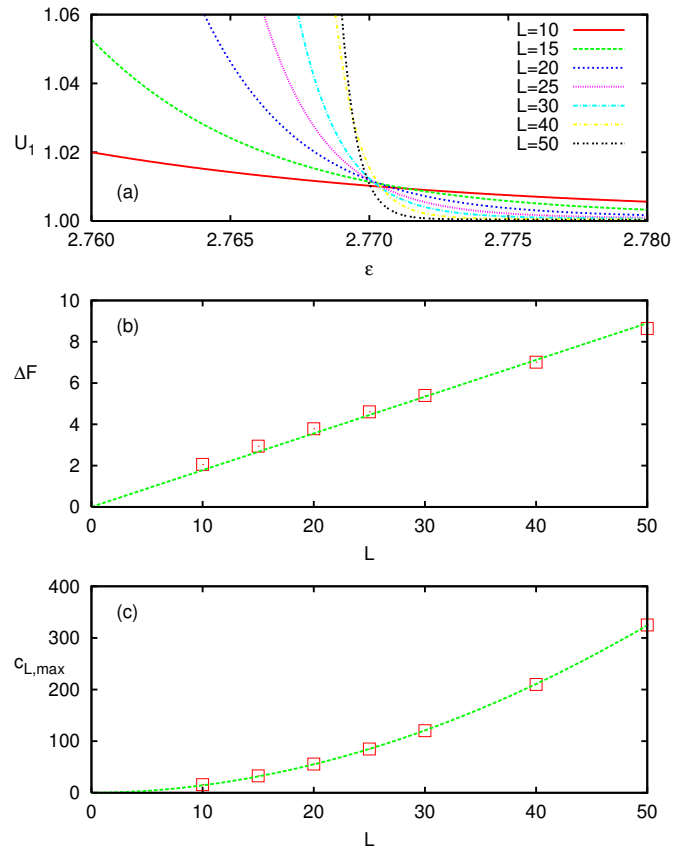 1.06
1.04
1.02
1.00
U1
(a)
L=10
L=15
L=20
L=25
L=30
L=40
L=50
2.760
2.765
2.770
2.775
2.780
ε
10
8
6
4
2
0
ΔF
(b)
0
10
20
30
40
50
L
400
300
200
100
0
cL,max
(c)
0
10
20
30
40
50
L